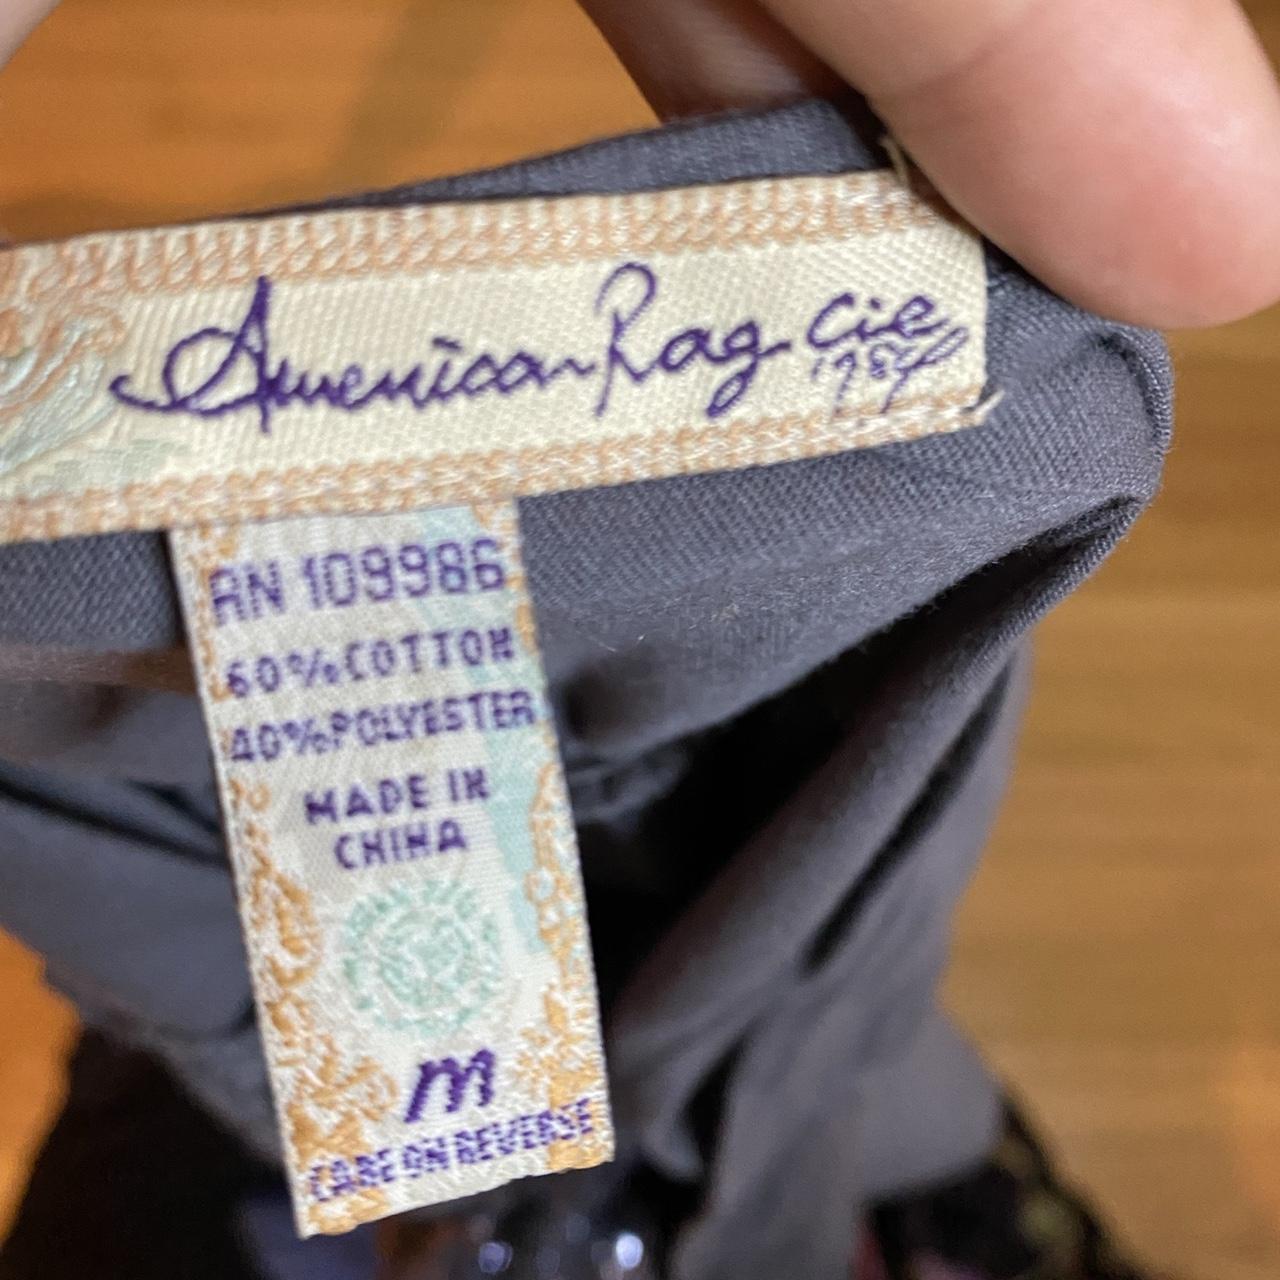 American Rag Cie
1984
RN 109986
60%COTTON
40%POLYESTER
MADE IN
CHINA
M
CARE ON REVERSE